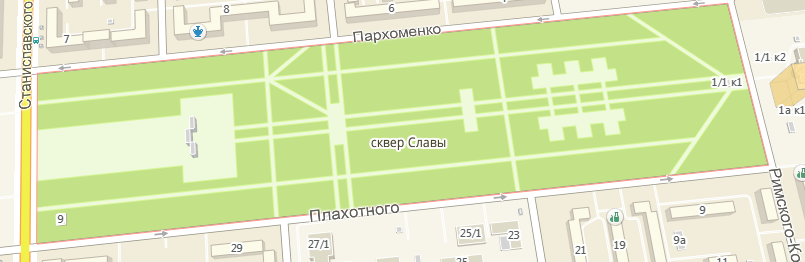 Станиславского
7
8
6
Пархоменко
1/1 к2
1/1 к1
1а к1
сквер Славы
9
Плахотного
Римского-Ко
29
27/1
25/1
23
21
19
9
9а
11